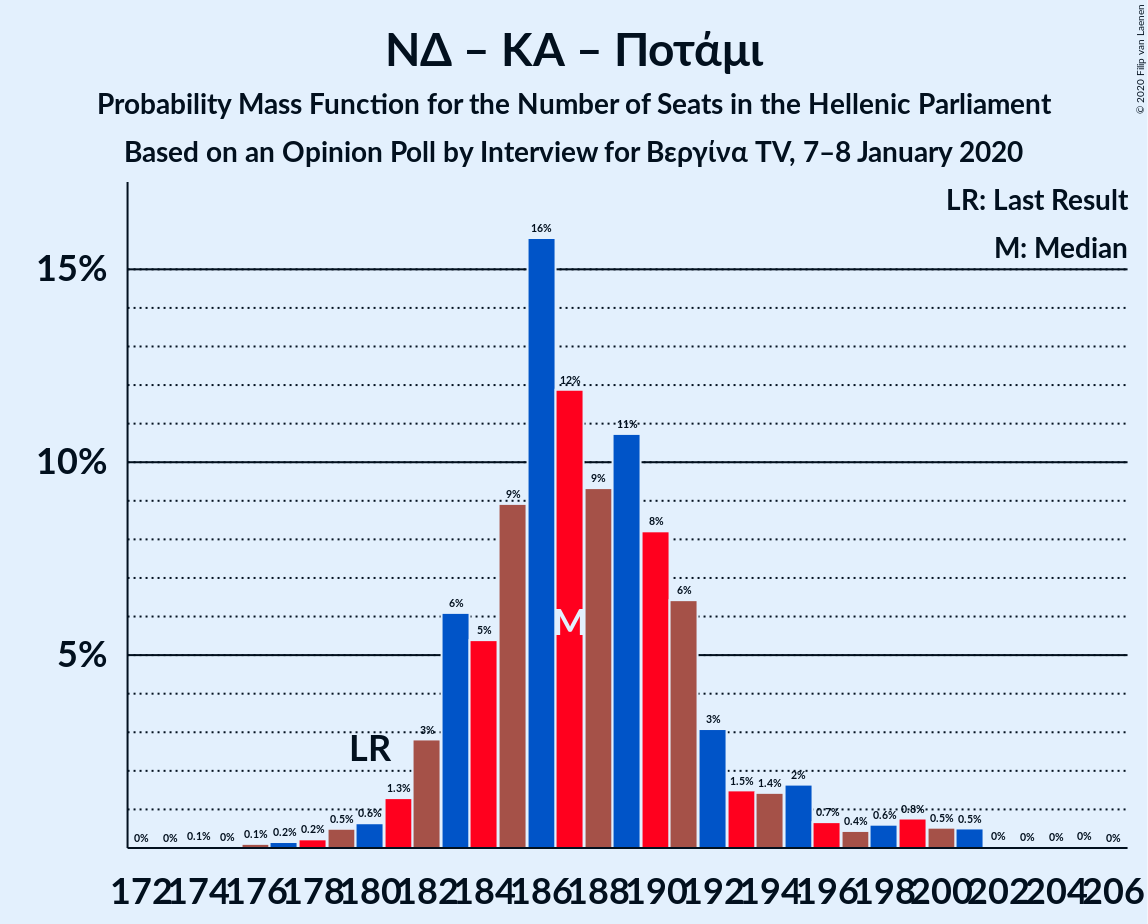 ΝΔ – ΚΑ – Ποτάμι
Probability Mass Function for the Number of Seats in the Hellenic Parliament
Based on an Opinion Poll by Interview for Βεργίνα TV, 7–8 January 2020
© 2020 Filip van Laenen
LR: Last Result
M: Median
15%
10%
5%
0% 0% 0.1% 0% 0.1% 0.2% 0.2% 0.5% 0.6% 1.3% 3% 6% 5% 9% 16% 12% 9% 11% 8% 6% 3% 1.5% 1.4% 2% 0.7% 0.4% 0.6% 0.8% 0.5% 0.5% 0% 0% 0% 0% 0%
M
LR
172 174 176 178 180 182 184 186 188 190 192 194 196 198 200 202 204 206